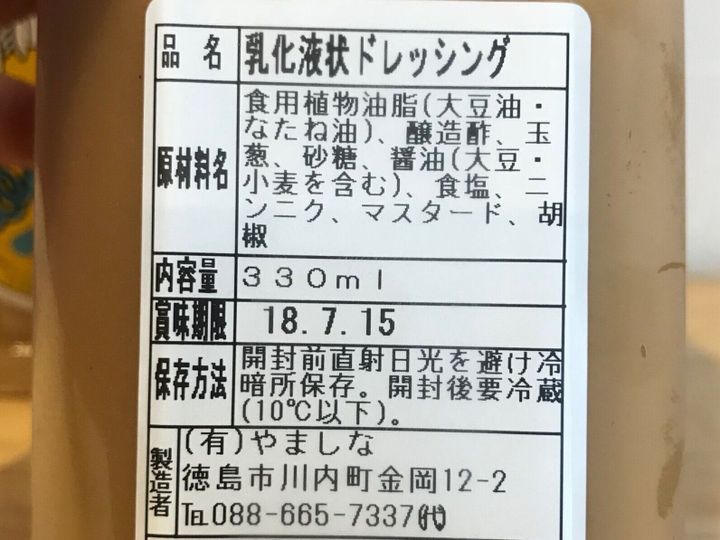 品名 乳化液状ドレッシング
原材料名 食用植物油脂(大豆油・
なたね油)、醸造酢、玉
葱、砂糖、醤油(大豆・
小麦を含む)、食塩、ニ
ンニク、マスタード、胡
椒
内容量 330ml
賞味期限 18.7.15
保存方法 開封前直射日光を避け冷
暗所保存。開封後要冷蔵
(10℃以下)。
製造者 (有)やましな
徳島市川内町金岡12-2
℡088-665-7337㈹